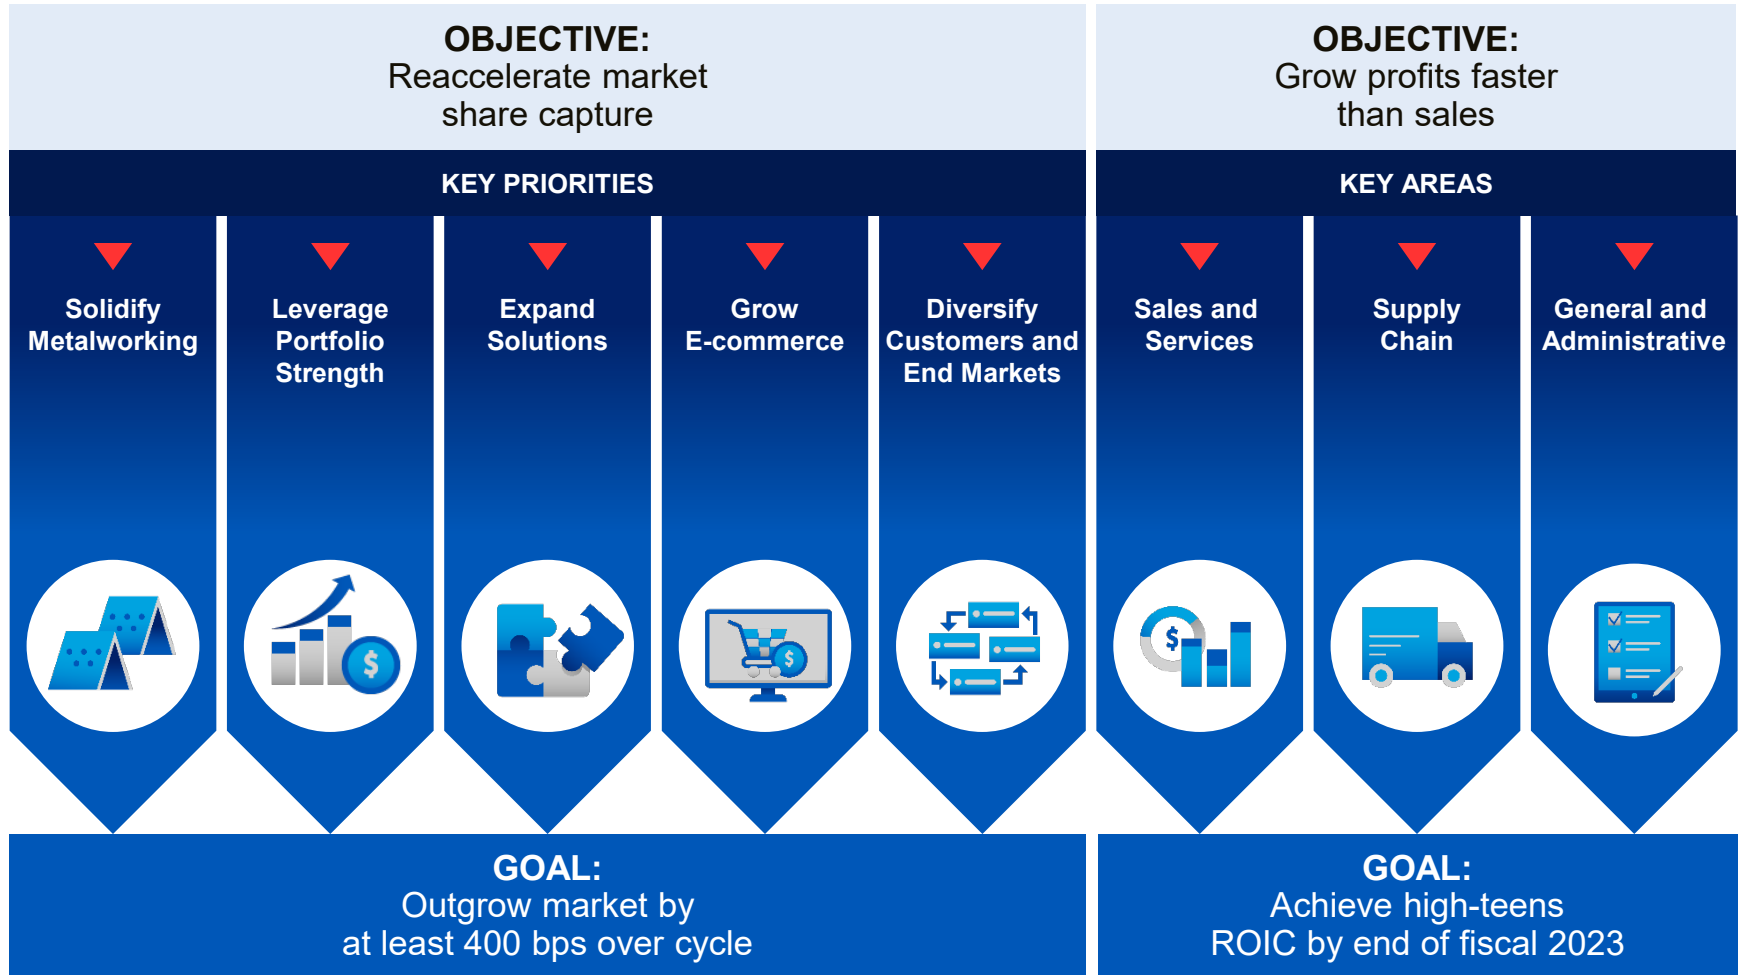 OBJECTIVE:
Reaccelerate market
share capture
KEY PRIORITIES
Solidify
Metalworking
Leverage
Portfolio
Strength
Expand
Solutions
Grow
E-commerce
Diversify
Customers and
End Markets
GOAL:
Outgrow market by
at least 400 bps over cycle
OBJECTIVE:
Grow profits faster
than sales
KEY AREAS
Sales and
Services
Supply
Chain
General and
Administrative
GOAL:
Achieve high-teens
ROIC by end of fiscal 2023
$
$
$